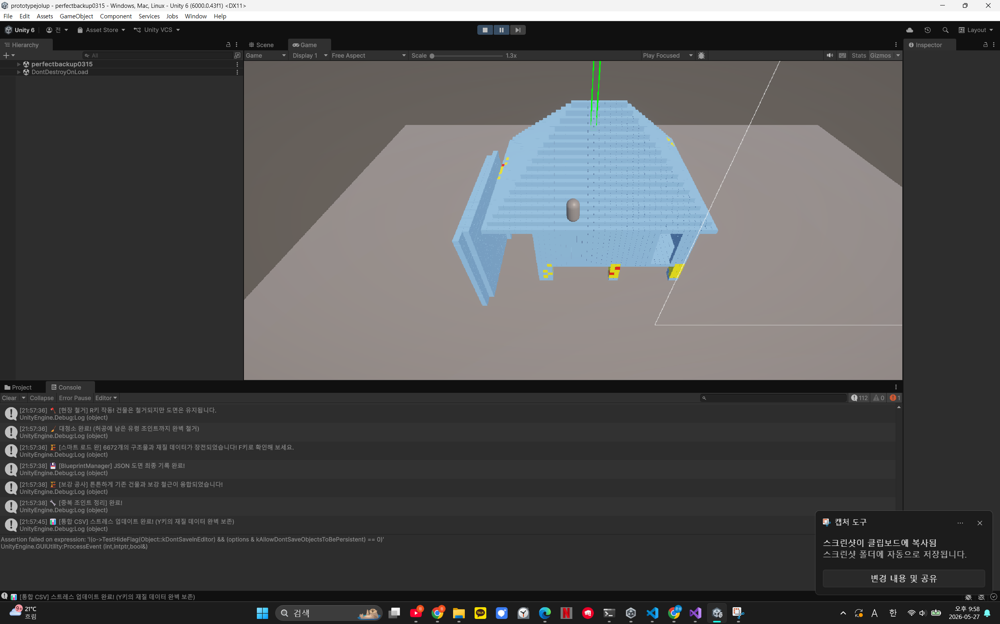 prototypejolup - perfectbackup0315 - Windows, Mac, Linux - Unity 6 (6000.0.43f1) <DX11>
File Edit Assets GameObject Component Services Jobs Window Help
Unity 6 전 Asset Store Unity VCS Layout
Hierarchy
All
perfectbackup0315
DontDestroyOnLoad
Scene Game
Game Display 1 Free Aspect Scale 1.3x Play Focused Stats Gizmos
Inspector
Project Console
Clear Collapse Error Pause Editor 112 0 1
[21:57:36] [현장 철거] R키 작동! 건물은 철거되지만 도면은 유지됩니다.
UnityEngine.Debug:Log (object)
[21:57:36] 대청소 완료! (허공에 남은 유령 조인트까지 완벽 철거)
UnityEngine.Debug:Log (object)
[21:57:36] [스마트 로드 완] 6672개의 구조물과 재질 데이터가 장전되었습니다! F키로 확인해 보세요.
UnityEngine.Debug:Log (object)
[21:57:38] [BlueprintManager] JSON 도면 최종 기록 완료!
UnityEngine.Debug:Log (object)
[21:57:38] [보강 공사] 튼튼하게 기존 건물과 보강 철근이 융합되었습니다!
UnityEngine.Debug:Log (object)
[21:57:38] [중복 조인트 정리] 완료!
UnityEngine.Debug:Log (object)
[21:57:45] [통합 CSV] 스트레스 업데이트 완료! (Y키의 재질 데이터 완벽 보존)
UnityEngine.Debug:Log (object)
Assertion failed on expression: '!(o->TestHideFlag(Object::kDontSaveInEditor) && (options & kAllowDontSaveObjectsToBePersistent) == 0)'
UnityEngine.GUIUtility:ProcessEvent (int,intptr,bool&)
캡처 도구
스크린샷이 클립보드에 복사됨
스크린샷 폴더에 자동으로 저장됩니다.
변경 내용 및 공유
[통합 CSV] 스트레스 업데이트 완료! (Y키의 재질 데이터 완벽 보존)
9+
21°C
흐림
검색
TALK
N
A 한
오후 9:58
2026-05-27